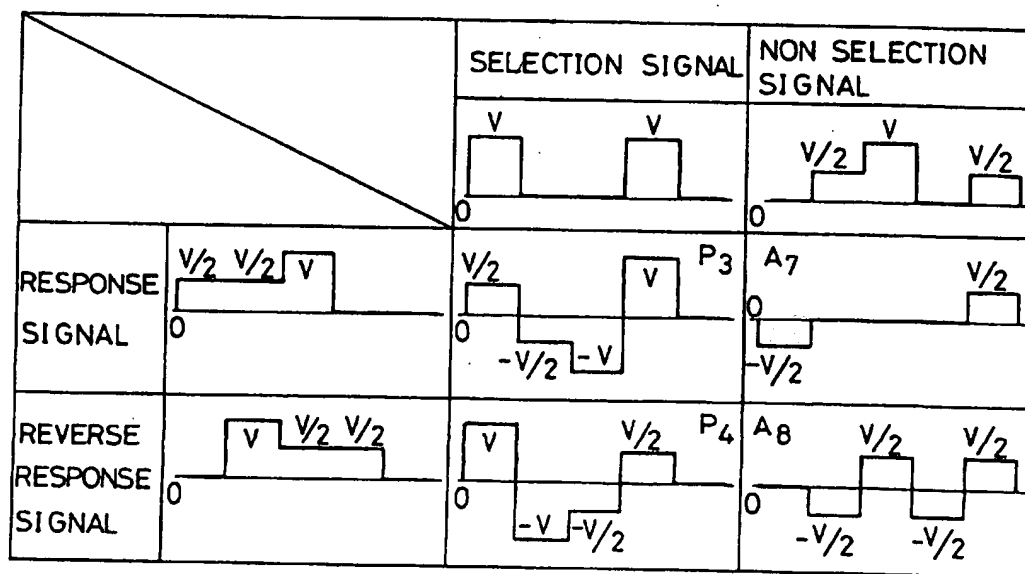 SELECTION SIGNAL
NON SELECTION
SIGNAL
V V
0
V/2 V V/2
0
RESPONSE
SIGNAL
V/2 V/2 V
0
P3
V/2 V
0
-V/2 -V
A7
0 V/2
-V/2
REVERSE
RESPONSE
SIGNAL
V V/2 V/2
0
P4
V V/2
0
-V -V/2
A8
V/2 V/2
0
-V/2 -V/2